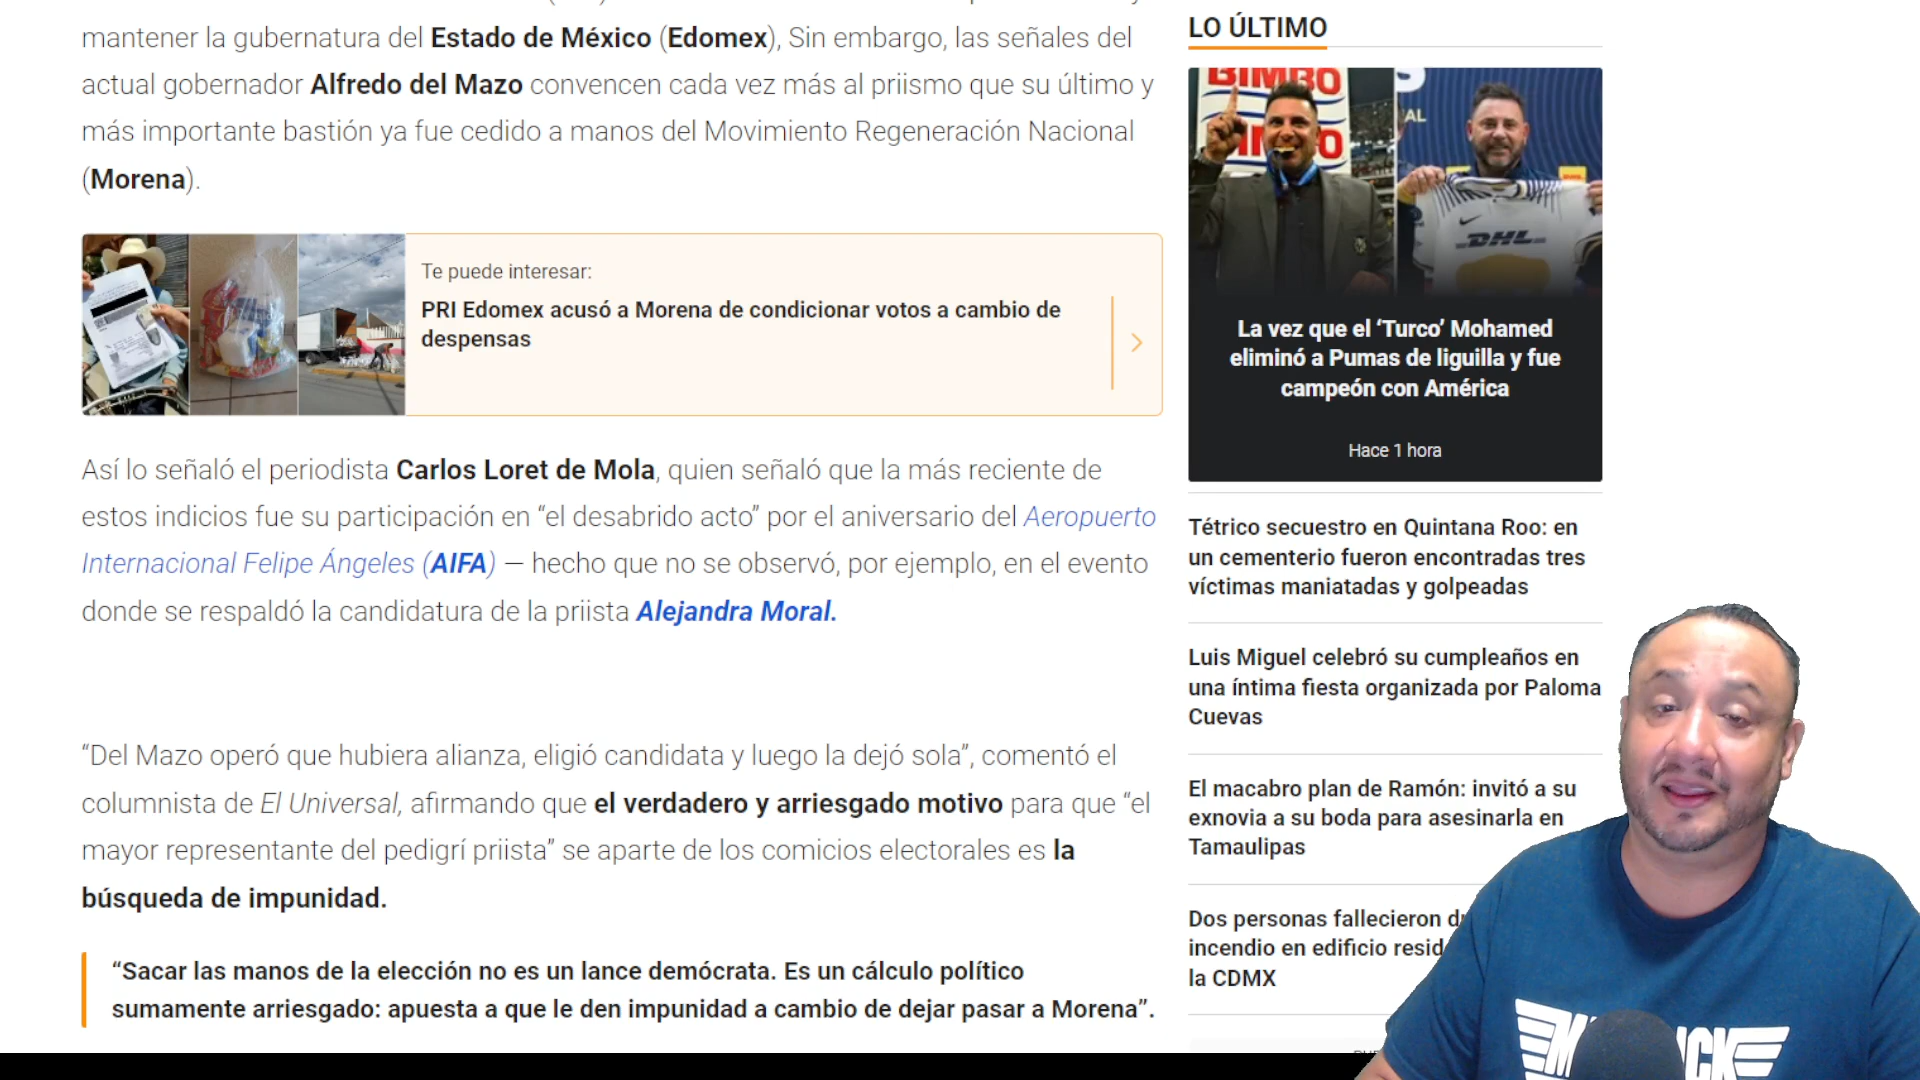 mantener la gubernatura del Estado de México (Edomex), Sin embargo, las señales del
actual gobernador Alfredo del Mazo convencen cada vez más al priismo que su último y
más importante bastión ya fue cedido a manos del Movimiento Regeneración Nacional
(Morena).
Te puede interesar:
PRI Edomex acusó a Morena de condicionar votos a cambio de
despensas
Así lo señaló el periodista Carlos Loret de Mola, quien señaló que la más reciente de
estos indicios fue su participación en “el desabrido acto” por el aniversario del Aeropuerto
Internacional Felipe Ángeles (AIFA) — hecho que no se observó, por ejemplo, en el evento
donde se respaldó la candidatura de la priista Alejandra Moral.
“Del Mazo operó que hubiera alianza, eligió candidata y luego la dejó sola”, comentó el
columnista de El Universal, afirmando que el verdadero y arriesgado motivo para que “el
mayor representante del pedigrí priista” se aparte de los comicios electorales es la
búsqueda de impunidad.
“Sacar las manos de la elección no es un lance demócrata. Es un cálculo político
sumamente arriesgado: apuesta a que le den impunidad a cambio de dejar pasar a Morena”.
LO ÚLTIMO
BIMBO
AL
DHL
La vez que el ‘Turco’ Mohamed
eliminó a Pumas de liguilla y fue
campeón con América
Hace 1 hora
Tétrico secuestro en Quintana Roo: en
un cementerio fueron encontradas tres
víctimas maniatadas y golpeadas
Luis Miguel celebró su cumpleaños en
una íntima fiesta organizada por Paloma
Cuevas
El macabro plan de Ramón: invitó a su
exnovia a su boda para asesinarla en
Tamaulipas
Dos personas fallecieron
incendio en edificio
la CDMX